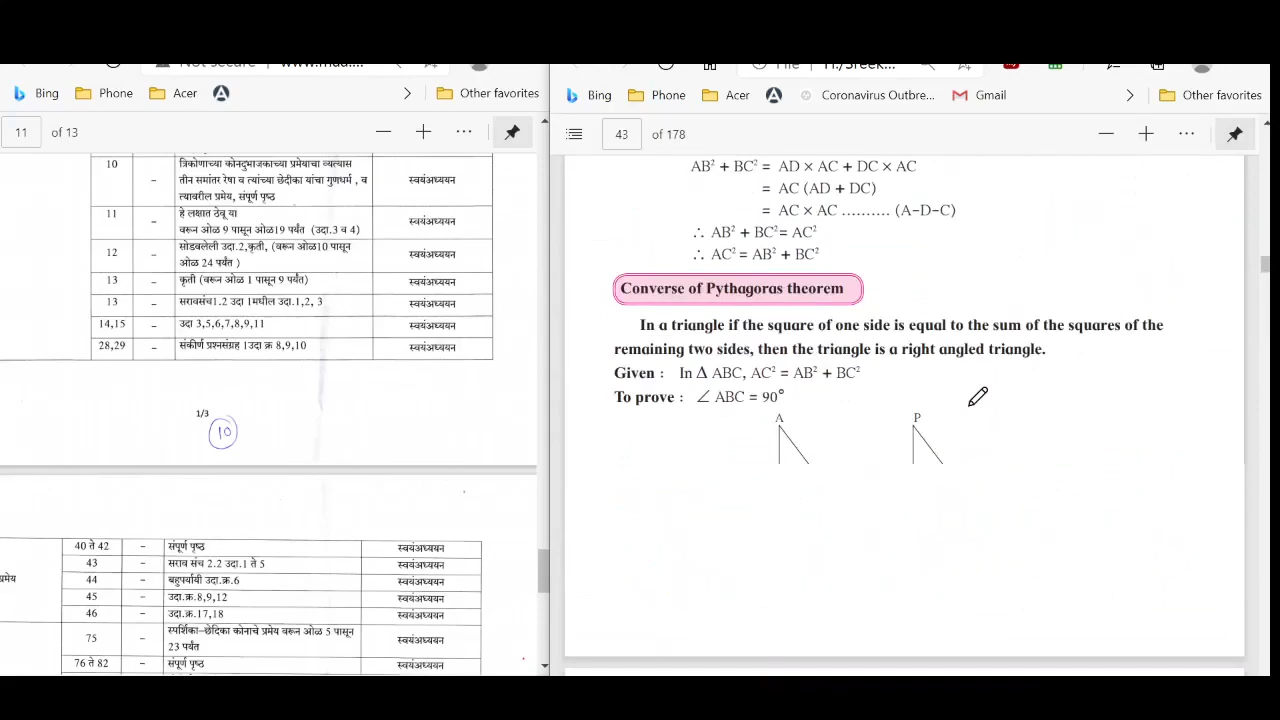 Not secure
www.maa....
File
H:/Sreek...
Bing
Phone
Acer
Other favorites
Bing
Phone
Acer
Coronavirus Outbre...
Gmail
Other favorites
11 of 13
43 of 178
10 - त्रिकोणाच्या कोनदुभाजकाच्या प्रमेयाचा व्यत्यास
तीन समांतर रेषा व त्यांच्या छेदीका यांचा गुणधर्म , व
त्यावरील प्रमेय, संपूर्ण पृष्ठ
स्वयंअध्ययन
11 - हे लक्षात ठेवू या
वरून ओळ 9 पासून ओळ19 पर्यंत (उदा.3 व 4)
स्वयंअध्ययन
12 - सोडवलेली उदा.2,कृती, (वरून ओळ10 पासून
ओळ 24 पर्यंत )
स्वयंअध्ययन
13 - कृती (वरून ओळ 1 पासून 9 पर्यंत) स्वयंअध्ययन
13 - सरावसंच1.2 उदा 1मधील उदा.1,2, 3 स्वयंअध्ययन
14,15 - उदा 3,5,6,7,8,9,11 स्वयंअध्ययन
28,29 - संकीर्ण प्रश्नसंग्रह 1उदा क्र 8,9,10 स्वयंअध्ययन
1/3
10
40 ते 42 - संपूर्ण पृष्ठ स्वयंअध्ययन
43 - सराव संच 2.2 उदा.1 ते 5 स्वयंअध्ययन
प्रमेय
44 - बहुपर्यायी उदा.क्र.6 स्वयंअध्ययन
45 - उदा.क्र.8,9,12 स्वयंअध्ययन
46 - उदा.क्र.17,18 स्वयंअध्ययन
75 - स्पर्शिका-छेदिका कोनाचे प्रमेय वरून ओळ 5 पासून
23 पर्यंत
स्वयंअध्ययन
76 ते 82 - संपूर्ण पृष्ठ स्वयंअध्ययन
AB² + BC² = AD × AC + DC × AC
= AC (AD + DC)
= AC × AC .......... (A-D-C)
∴ AB² + BC²= AC²
∴ AC² = AB² + BC²
Converse of Pythagoras theorem
In a triangle if the square of one side is equal to the sum of the squares of the
remaining two sides, then the triangle is a right angled triangle.
Given : In Δ ABC, AC² = AB² + BC²
To prove : ∠ ABC = 90°
A P